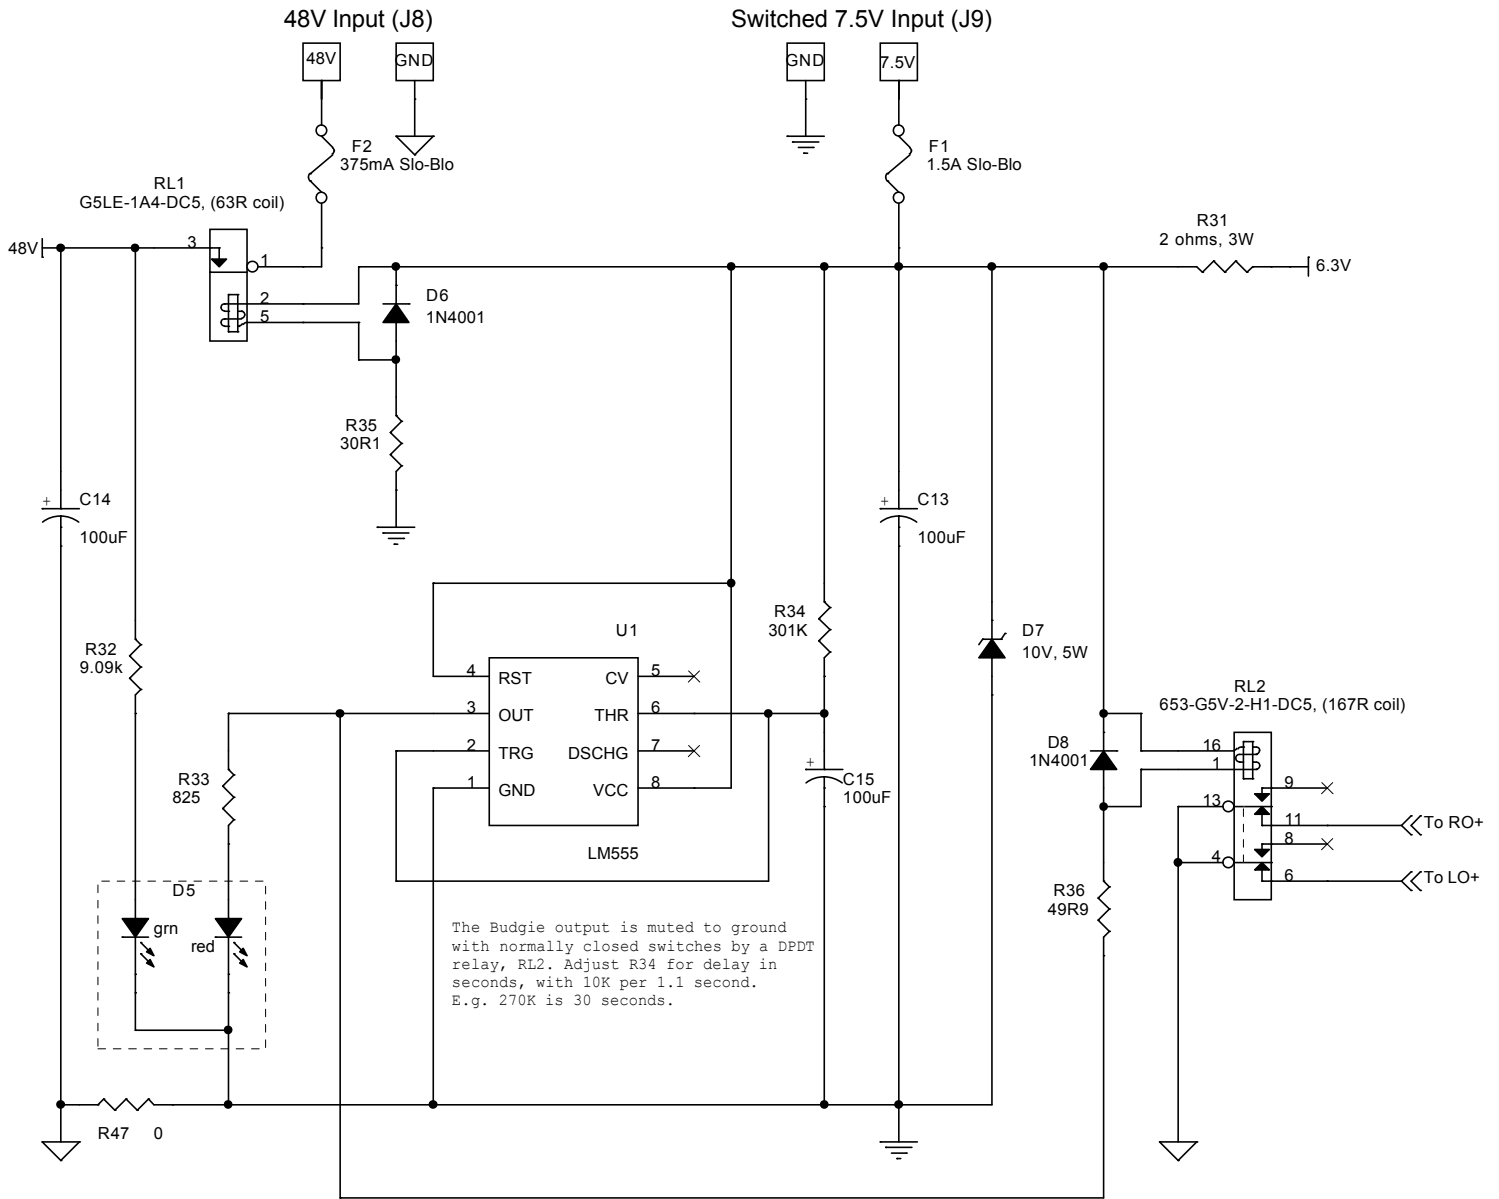 48V Input (J8)
Switched 7.5V Input (J9)
48V
GND
GND
7.5V
F2
375mA Slo-Blo
F1
1.5A Slo-Blo
RL1
G5LE-1A4-DC5, (63R coil)
R31
2 ohms, 3W
48V
3
1
6.3V
2
5
D6
1N4001
R35
30R1
+
C14
100uF
+
C13
100uF
R34
301K
U1
D7
10V, 5W
R32
9.09k
4
RST
CV
5
3
OUT
THR
6
2
TRG
DSCHG
7
1
GND
VCC
8
LM555
RL2
653-G5V-2-H1-DC5, (167R coil)
D8
1N4001
16
1
9
13
11
To RO+
8
4
6
To LO+
R33
825
+
C15
100uF
D5
grn
red
R36
49R9
The Budgie output is muted to ground
with normally closed switches by a DPDT
relay, RL2. Adjust R34 for delay in
seconds, with 10K per 1.1 second.
E.g. 270K is 30 seconds.
R47
0